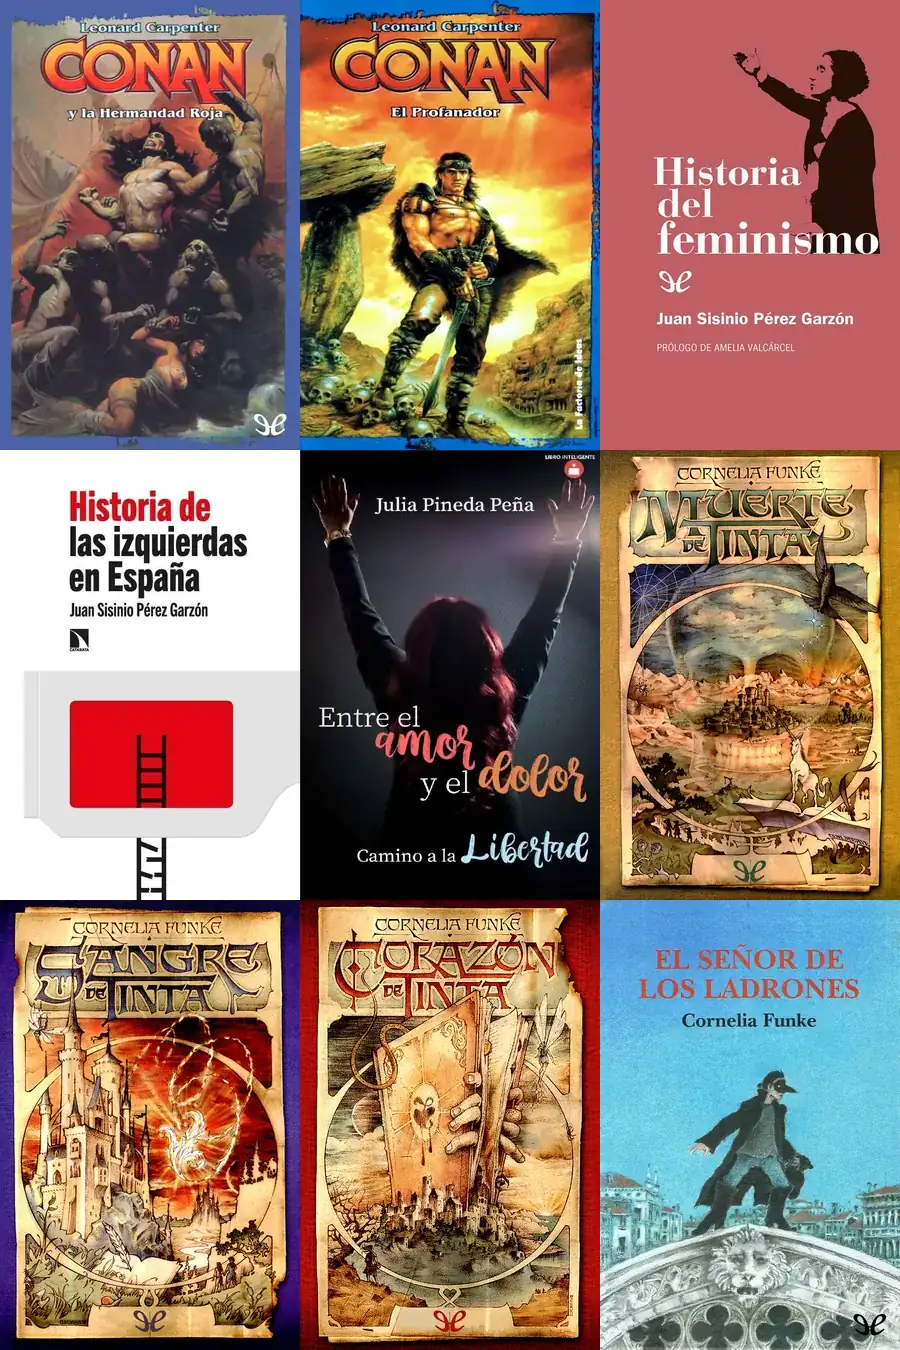 Leonard Carpenter
CONAN
y la Hermandad Roja
Leonard Carpenter
CONAN
El Profanador
La Factoría de Ideas
Historia
del
feminismo
Juan Sisinio Pérez Garzón
PRÓLOGO DE AMELIA VALCÁRCEL
Historia de
las izquierdas
en España
Juan Sisinio Pérez Garzón
CATARATA
LIBRO INTELIGENTE
Julia Pineda Peña
Entre el
amor
y el dolor
Camino a la Libertad
CORNELIA FUNKE
MUERTE
DE TINTA
CORNELIA FUNKE
SANGRE
DE TINTA
CORNELIA FUNKE
CORAZÓN
DE TINTA
EL SEÑOR DE
LOS LADRONES
Cornelia Funke